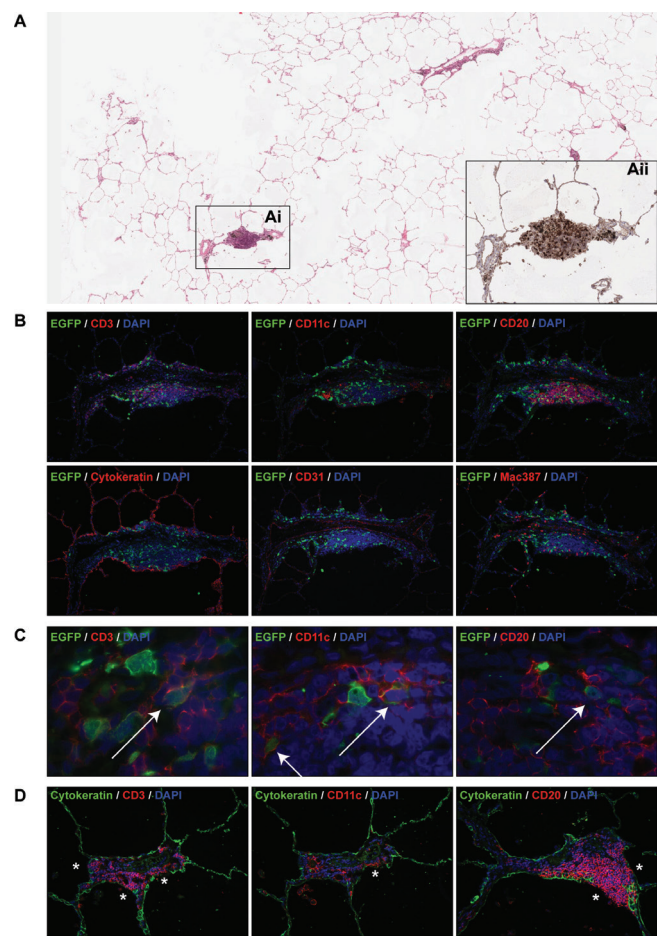 A
Ai
Aii
B
EGFP / CD3 / DAPI
EGFP / CD11c / DAPI
EGFP / CD20 / DAPI
EGFP / Cytokeratin / DAPI
EGFP / CD31 / DAPI
EGFP / Mac387 / DAPI
C
EGFP / CD3 / DAPI
EGFP / CD11c / DAPI
EGFP / CD20 / DAPI
D
Cytokeratin / CD3 / DAPI
Cytokeratin / CD11c / DAPI
Cytokeratin / CD20 / DAPI
* * *
*
* *